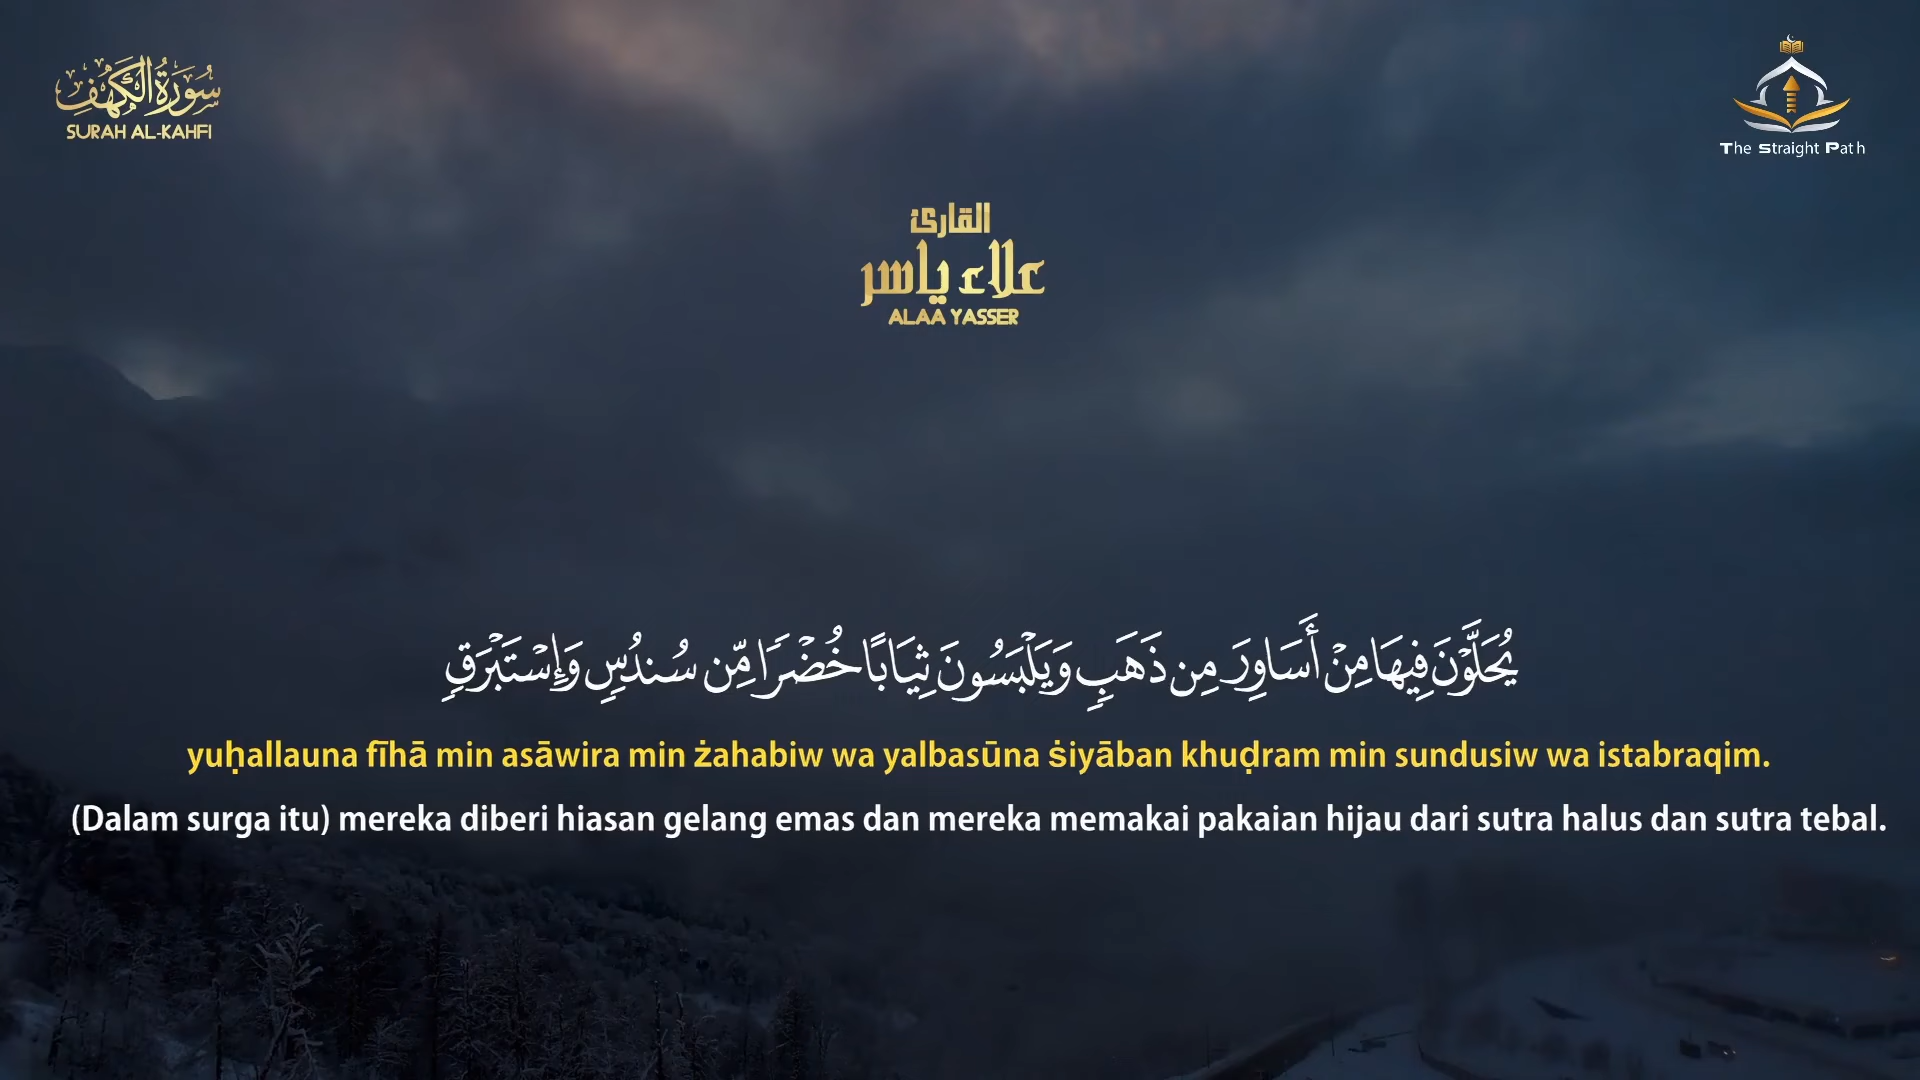 سُورَةُ الكَهْفِ
SURAH AL-KAHFI
The Straight Path
القارئ
علاء ياسر
ALAA YASSER
يُحَلَّوْنَ فِيهَا مِنْ أَسَاوِرَ مِن ذَهَبٍ وَيَلْبَسُونَ ثِيَابًا خُضْرًا مِّن سُندُسٍ وَإِسْتَبْرَقٍ
yuḥallauna fīhā min asāwira min żahabiw wa yalbasūna ṡiyāban khuḍram min sundusiw wa istabraqim.
(Dalam surga itu) mereka diberi hiasan gelang emas dan mereka memakai pakaian hijau dari sutra halus dan sutra tebal.